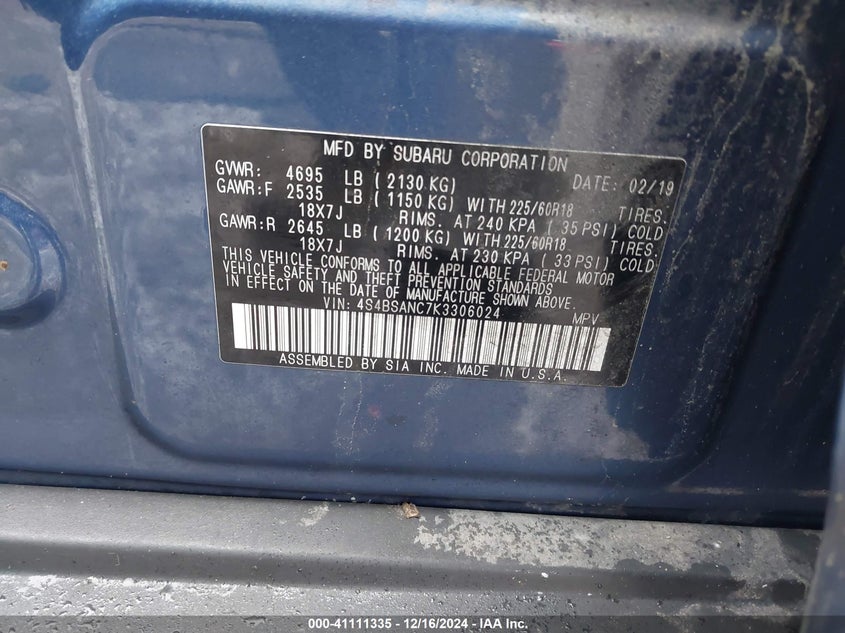 MFD BY SUBARU CORPORATION
GVWR: 4695 LB ( 2130 KG) DATE: 02/19
GAWR:F 2535 LB ( 1150 KG) WITH 225/60R18 TIRES.
18X7J RIMS. AT 240 KPA ( 35 PSI) COLD
GAWR:R 2645 LB ( 1200 KG) WITH 225/60R18 TIRES.
18X7J RIMS. AT 230 KPA ( 33 PSI) COLD
THIS VEHICLE CONFORMS TO ALL APPLICABLE FEDERAL MOTOR
VEHICLE SAFETY AND THEFT PREVENTION STANDARDS
IN EFFECT ON THE DATE OF MANUFACTURE SHOWN ABOVE.
VIN: 4S4BSANC7K3306024 MPV
ASSEMBLED BY SIA INC. MADE IN U.S.A.
000-41111335 - 12/16/2024 - IAA Inc.